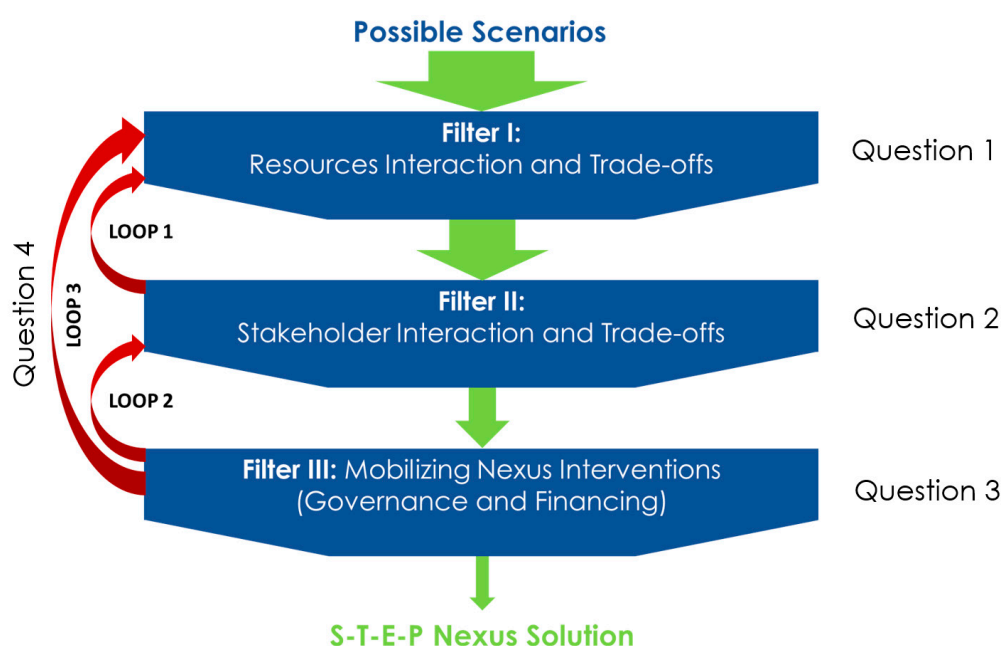 Possible Scenarios
Filter I:
Resources Interaction and Trade-offs
Question 1
LOOP 1
Question 4
LOOP 3
Filter II:
Stakeholder Interaction and Trade-offs
Question 2
LOOP 2
Filter III: Mobilizing Nexus Interventions
(Governance and Financing)
Question 3
S-T-E-P Nexus Solution